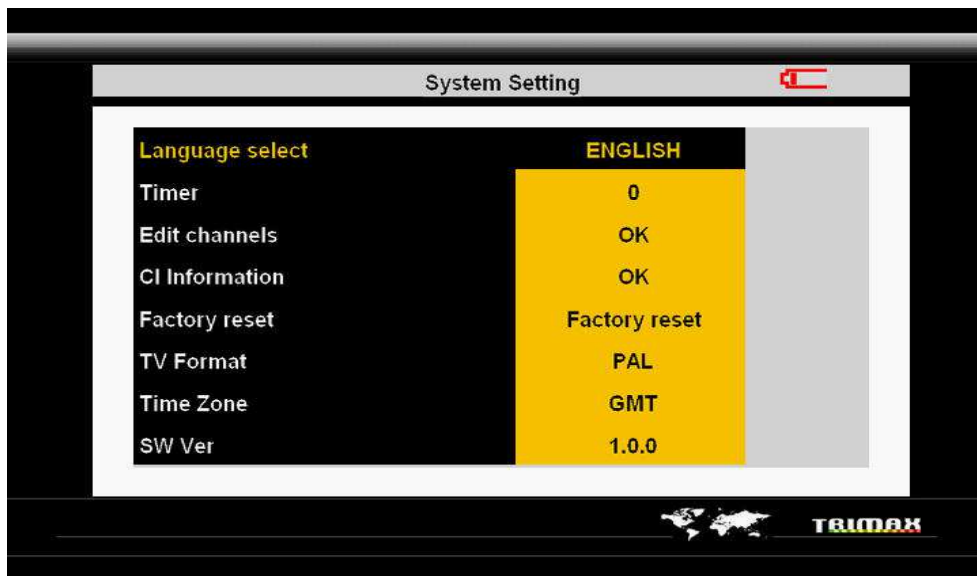 System Setting
Language select ENGLISH
Timer 0
Edit channels OK
CI Information OK
Factory reset Factory reset
TV Format PAL
Time Zone GMT
SW Ver 1.0.0
TRIMAX